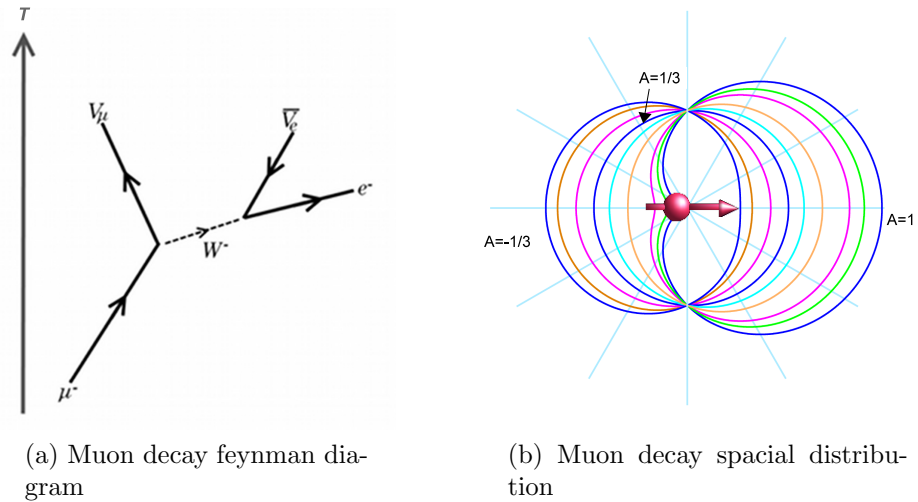 T
Vμ
ν̅e
e-
W-
μ-
A=1/3
A=-1/3
A=1
(a) Muon decay feynman dia-
gram
(b) Muon decay spacial distribu-
tion